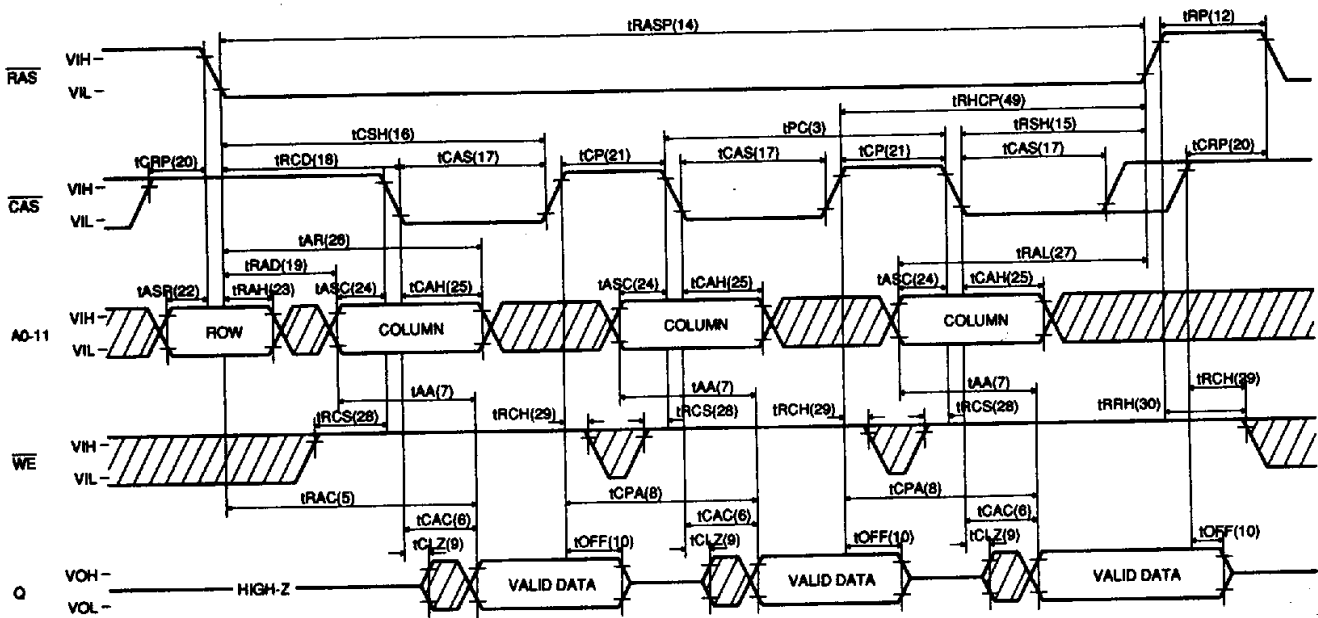 tRASP(14) tRP(12)
RAS VIH VIL
tRHCP(49)
tCSH(16) tPC(3) tRSH(15)
tCRP(20) tRCD(18) tCAS(17) tCP(21) tCAS(17) tCP(21) tCAS(17) tCRP(20)
CAS VIH VIL
tAR(26) tRAL(27)
tRAD(19)
tASR(22) tRAH(23) tASC(24) tCAH(25) tASC(24) tCAH(25) tASC(24) tCAH(25)
A0-11 VIH VIL ROW COLUMN COLUMN COLUMN
tAA(7) tAA(7) tAA(7)
tRCS(28) tRCH(29) tRCS(28) tRCH(29) tRCS(28) tRCH(29)
tRRH(30)
WE VIH VIL
tRAC(5) tCPA(8) tCPA(8)
tCAC(6) tCAC(6) tCAC(6)
tCLZ(9) tOFF(10) tCLZ(9) tOFF(10) tCLZ(9) tOFF(10)
Q VOH VOL HIGH-Z VALID DATA VALID DATA VALID DATA